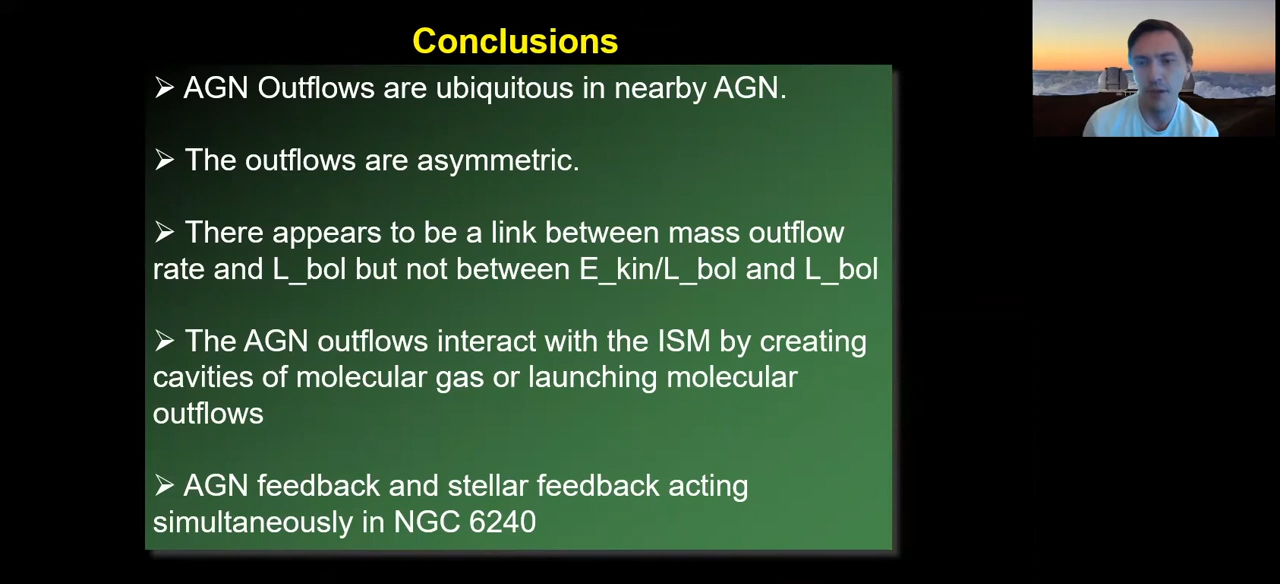 Conclusions
➢ AGN Outflows are ubiquitous in nearby AGN.
➢ The outflows are asymmetric.
➢ There appears to be a link between mass outflow
rate and L_bol but not between E_kin/L_bol and L_bol
➢ The AGN outflows interact with the ISM by creating
cavities of molecular gas or launching molecular
outflows
➢ AGN feedback and stellar feedback acting
simultaneously in NGC 6240